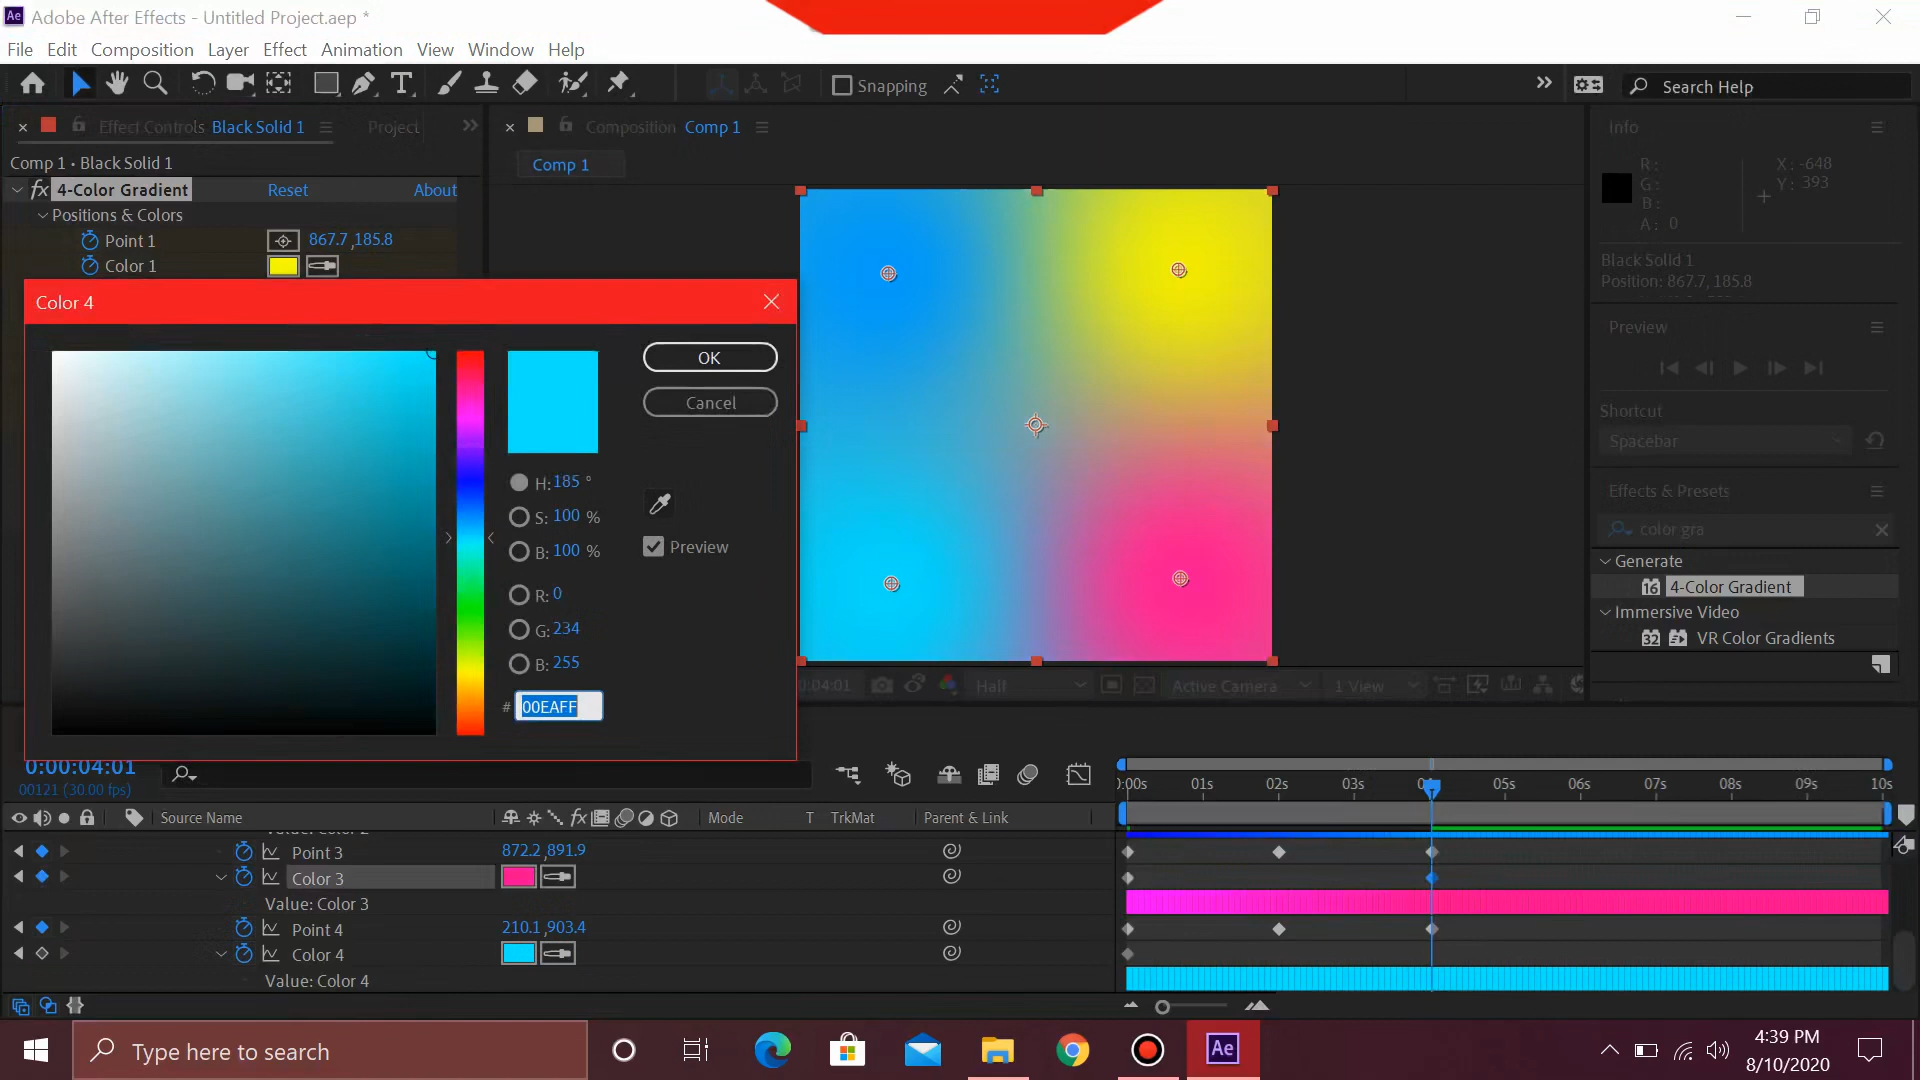 Ae Adobe After Effects - Untitled Project.aep *
File Edit Composition Layer Effect Animation View Window Help
Snapping
Search Help
Effect Controls Black Solid 1
Project
Composition Comp 1
Comp 1
Comp 1 • Black Solid 1
fx 4-Color Gradient Reset About
Positions & Colors
Point 1 867.7,185.8
Color 1
Color 4
OK
Cancel
H: 185 °
S: 100 %
B: 100 %
Preview
R: 0
G: 234
B: 255
# 00EAFF
Info
R: X: -648
G: Y: 393
B:
A: 0
Black Solid 1
Position: 867.7, 185.8
Preview
Shortcut
Spacebar
Effects & Presets
color gra
Generate
16 4-Color Gradient
Immersive Video
32 VR Color Gradients
Half Active Camera 1 View
0:00:04:01
00121 (30.00 fps)
01s 02s 03s 05s 06s 07s 08s 09s 10s
Source Name fx Mode T TrkMat Parent & Link
Point 3 872.2,891.9
Color 3
Value: Color 3
Point 4 210.1,903.4
Color 4
Value: Color 4
Type here to search
Ae
4:39 PM
8/10/2020